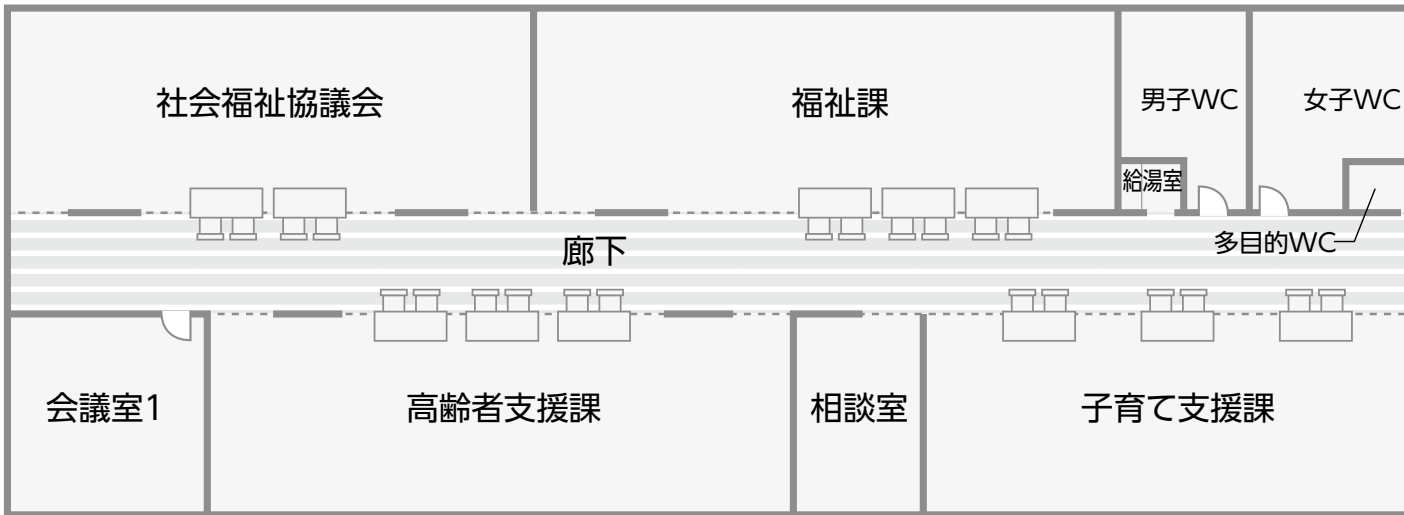 社会福祉協議会
福祉課
男子WC
女子WC
給湯室
多目的WC
廊下
会議室1
高齢者支援課
相談室
子育て支援課